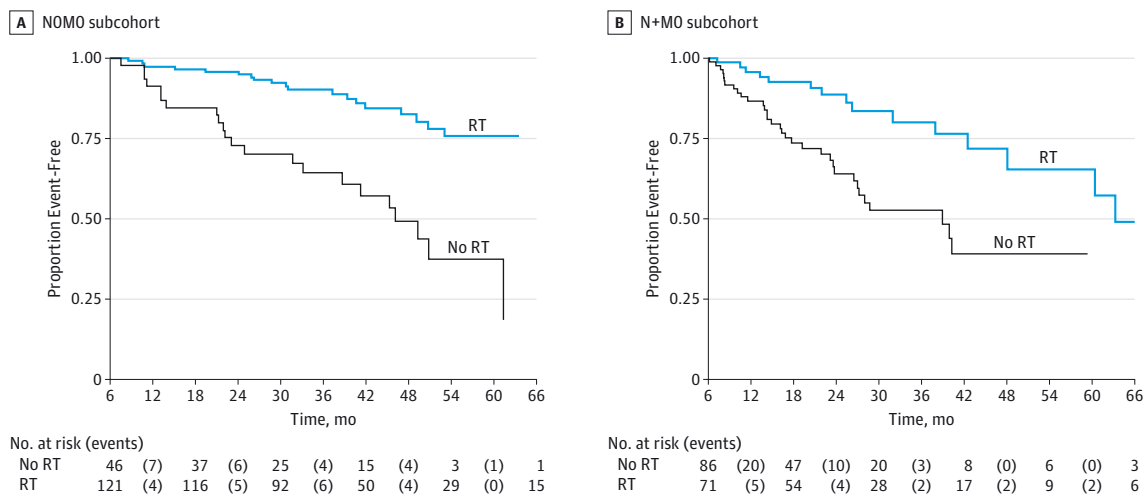 A N0M0 subcohort
1.00
0.75
0.50
0.25
0
Proportion Event-Free
RT
No RT
6 12 18 24 30 36 42 48 54 60 66
Time, mo
No. at risk (events)
No RT 46 (7) 37 (6) 25 (4) 15 (4) 3 (1) 1
RT 121 (4) 116 (5) 92 (6) 50 (4) 29 (0) 15
B N+M0 subcohort
1.00
0.75
0.50
0.25
0
Proportion Event-Free
RT
No RT
6 12 18 24 30 36 42 48 54 60 66
Time, mo
No. at risk (events)
No RT 86 (20) 47 (10) 20 (3) 8 (0) 6 (0) 3
RT 71 (5) 54 (4) 28 (2) 17 (2) 9 (2) 6